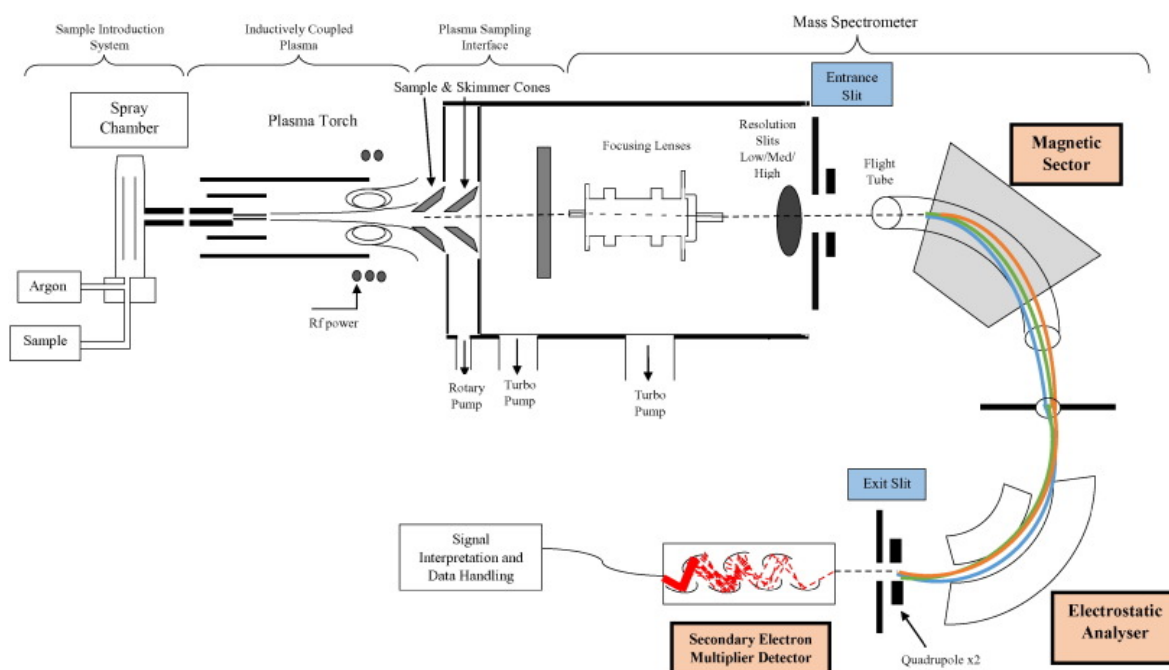 Mass Spectrometer
Sample Introduction
System
Inductively Coupled
Plasma
Plasma Sampling
Interface
Sample & Skimmer Cones
Entrance
Slit
Spray
Chamber
Plasma Torch
Focusing Lenses
Resolution
Slits
Low/Med/
High
Flight
Tube
Magnetic
Sector
Argon
Sample
Rf power
Rotary
Pump
Turbo
Pump
Turbo
Pump
Exit Slit
Signal
Interpretation and
Data Handling
Secondary Electron
Multiplier Detector
Quadrupole x2
Electrostatic
Analyser